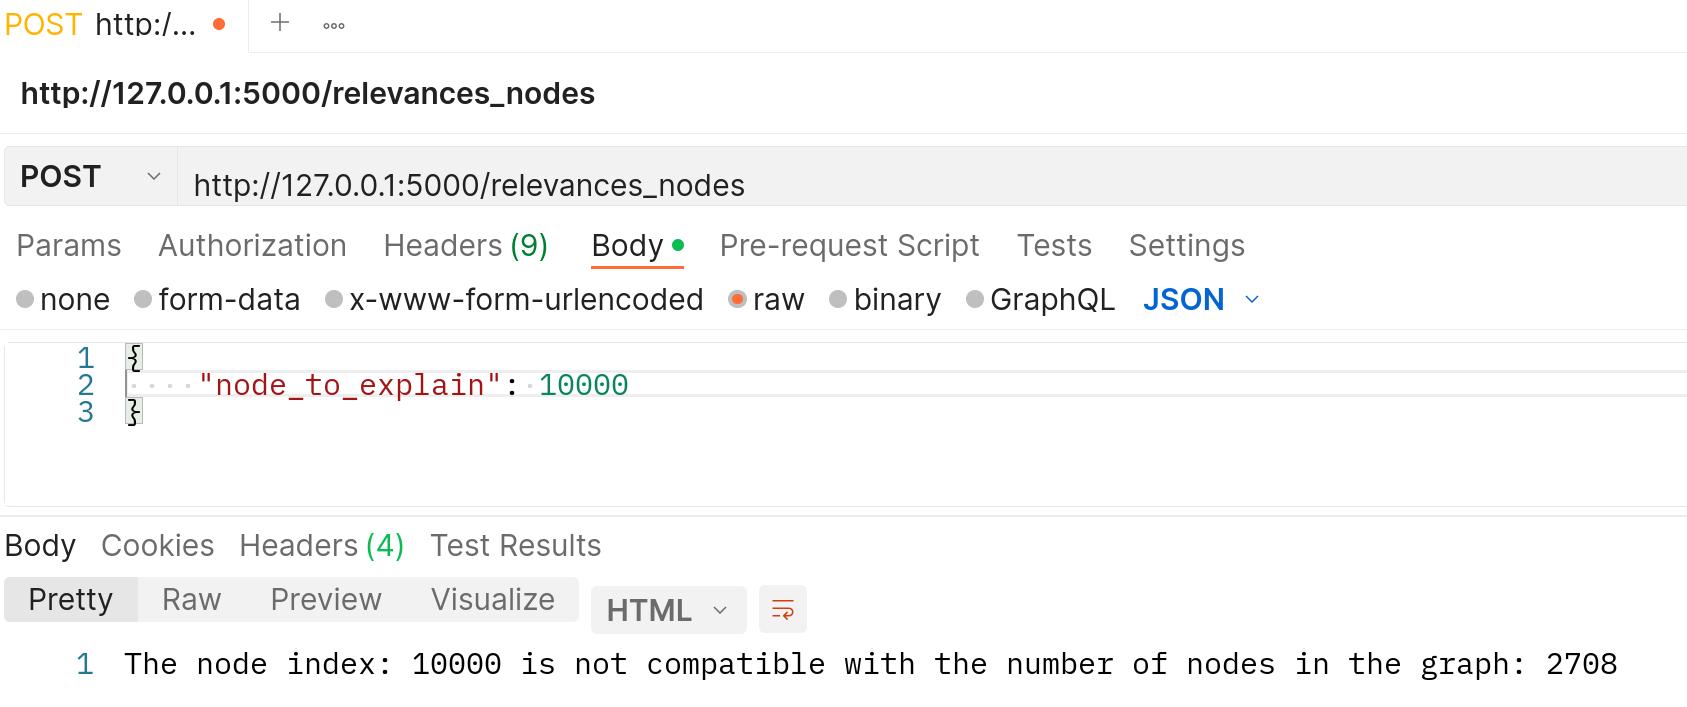 POST http:/...
http://127.0.0.1:5000/relevances_nodes
POST http://127.0.0.1:5000/relevances_nodes
Params Authorization Headers (9) Body Pre-request Script Tests Settings
none form-data x-www-form-urlencoded raw binary GraphQL JSON
1 {
2 "node_to_explain": 10000
3 }
Body Cookies Headers (4) Test Results
Pretty Raw Preview Visualize HTML
1 The node index: 10000 is not compatible with the number of nodes in the graph: 2708